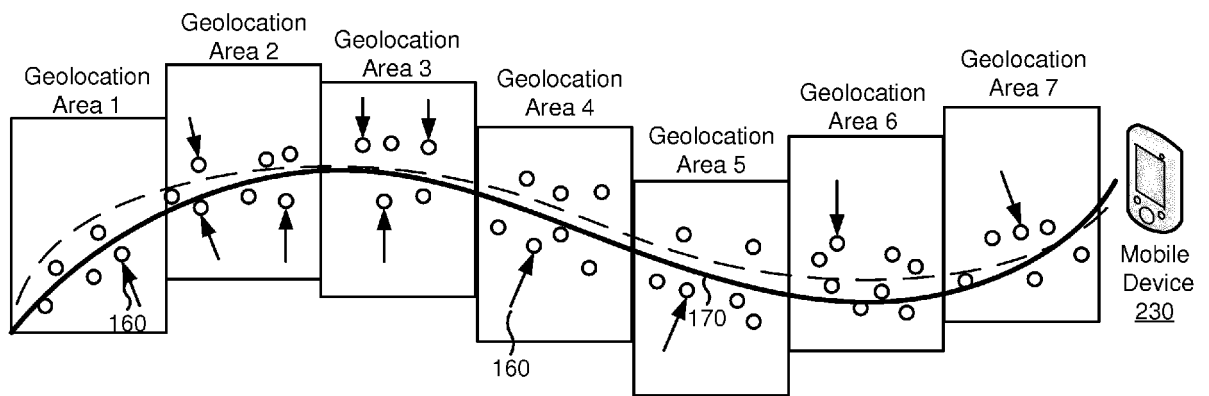 Geolocation
Area 1
Geolocation
Area 2
Geolocation
Area 3
Geolocation
Area 4
Geolocation
Area 5
Geolocation
Area 6
Geolocation
Area 7
160
160
170
Mobile
Device
230